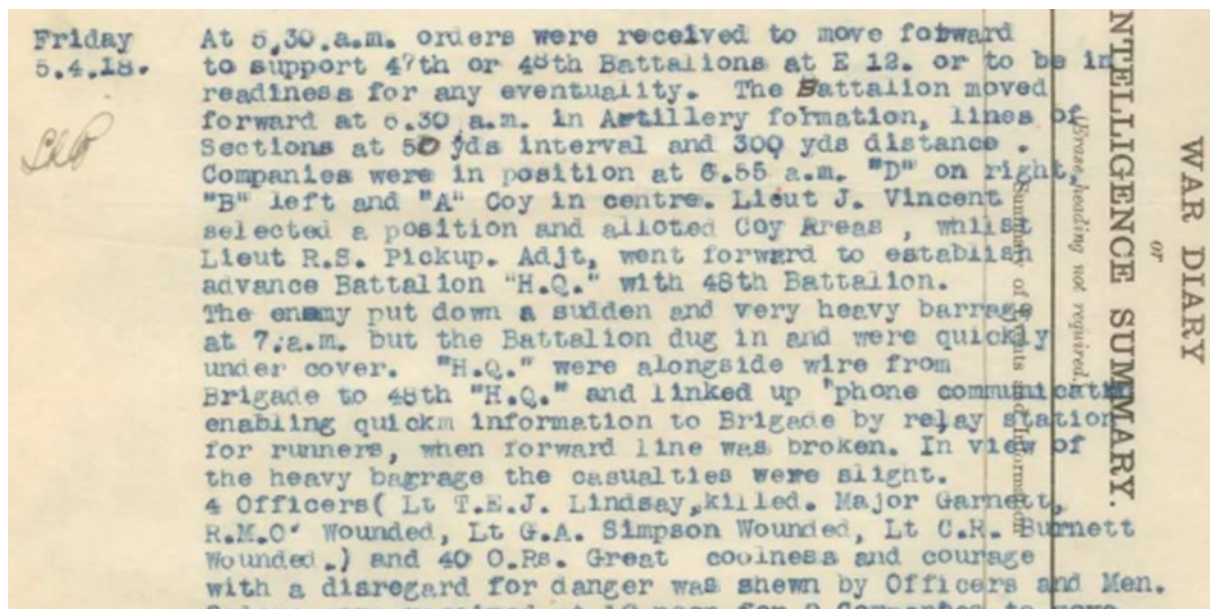 Friday
5.4.18.
At 5.30.a.m. orders were received to move forward
to support 47th or 48th Battalions at E 12. or to be in
readiness for any eventuality. The Battalion moved
forward at 6.30 a.m. in Artillery formation, lines of
Sections at 50 yds interval and 300 yds distance .
Companies were in position at 6.55 a.m. "D" on right,
"B" left and "A" Coy in centre. Lieut J. Vincent
selected a position and alloted Coy Areas , whilst
Lieut R.S. Pickup. Adjt, went forward to establish
advance Battalion "H.Q." with 48th Battalion.
The enemy put down a sudden and very heavy barrage
at 7.a.m. but the Battalion dug in and were quickly
under cover. "H.Q." were alongside wire from
Brigade to 48th "H.Q." and linked up 'phone communicatio
enabling quickm information to Brigade by relay station
for runners, when forward line was broken. In view of
the heavy bagrage the casualties were slight.
4 Officers( Lt T.E.J. Lindsay,killed. Major Garnett,
R.M.O' Wounded, Lt G.A. Simpson Wounded, Lt C.R. Burnett
Wounded.) and 40 O.Rs. Great coolness and courage
with a disregard for danger was shewn by Officers and Men.
WAR DIARY
or
INTELLIGENCE SUMMARY.
(Erase heading not required.)
Summary of Events and Information